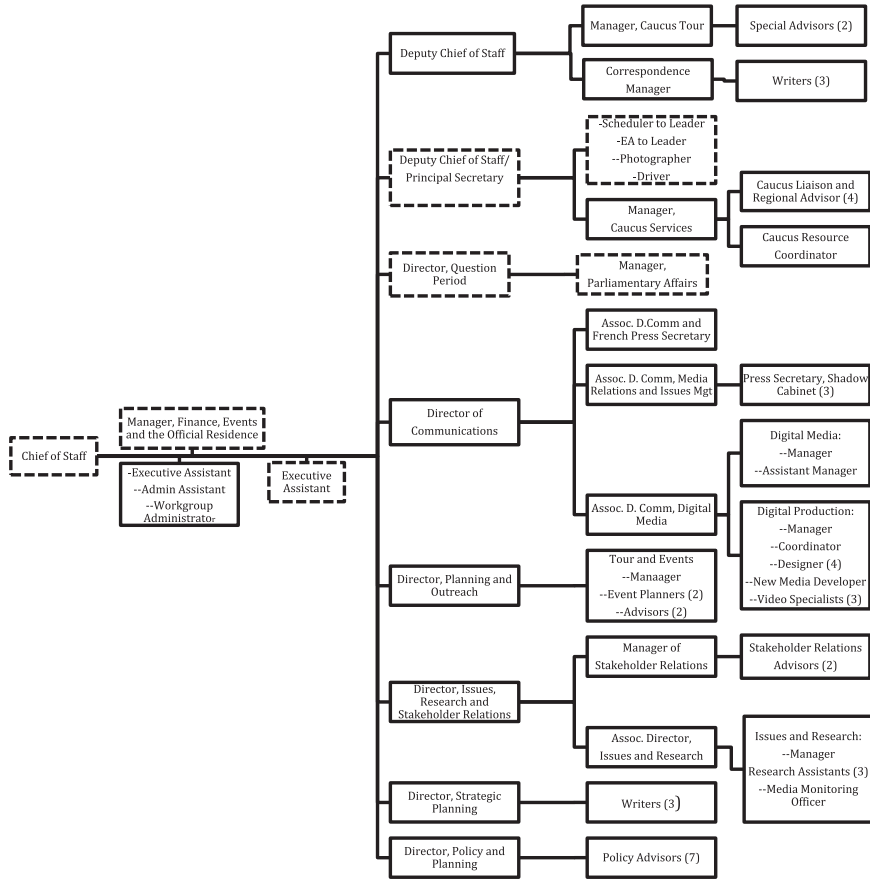 Chief of Staff
Manager, Finance, Events
and the Official Residence
-Executive Assistant
--Admin Assistant
--Workgroup
Administrator
Executive
Assistant
Deputy Chief of Staff
Manager, Caucus Tour
Special Advisors (2)
Correspondence
Manager
Writers (3)
Deputy Chief of Staff/
Principal Secretary
-Scheduler to Leader
-EA to Leader
--Photographer
-Driver
Manager,
Caucus Services
Caucus Liaison and
Regional Advisor (4)
Caucus Resource
Coordinator
Director, Question
Period
Manager,
Parliamentary Affairs
Director of
Communications
Assoc. D.Comm and
French Press Secretary
Assoc. D. Comm, Media
Relations and Issues Mgt
Press Secretary, Shadow
Cabinet (3)
Assoc. D. Comm, Digital
Media
Digital Media:
--Manager
--Assistant Manager
Digital Production:
--Manager
--Coordinator
--Designer (4)
--New Media Developer
--Video Specialists (3)
Director, Planning and
Outreach
Tour and Events
--Manaager
--Event Planners (2)
--Advisors (2)
Director, Issues,
Research and
Stakeholder Relations
Manager of
Stakeholder Relations
Stakeholder Relations
Advisors (2)
Assoc. Director,
Issues and Research
Issues and Research:
--Manager
Research Assistants (3)
--Media Monitoring
Officer
Director, Strategic
Planning
Writers (3)
Director, Policy and
Planning
Policy Advisors (7)